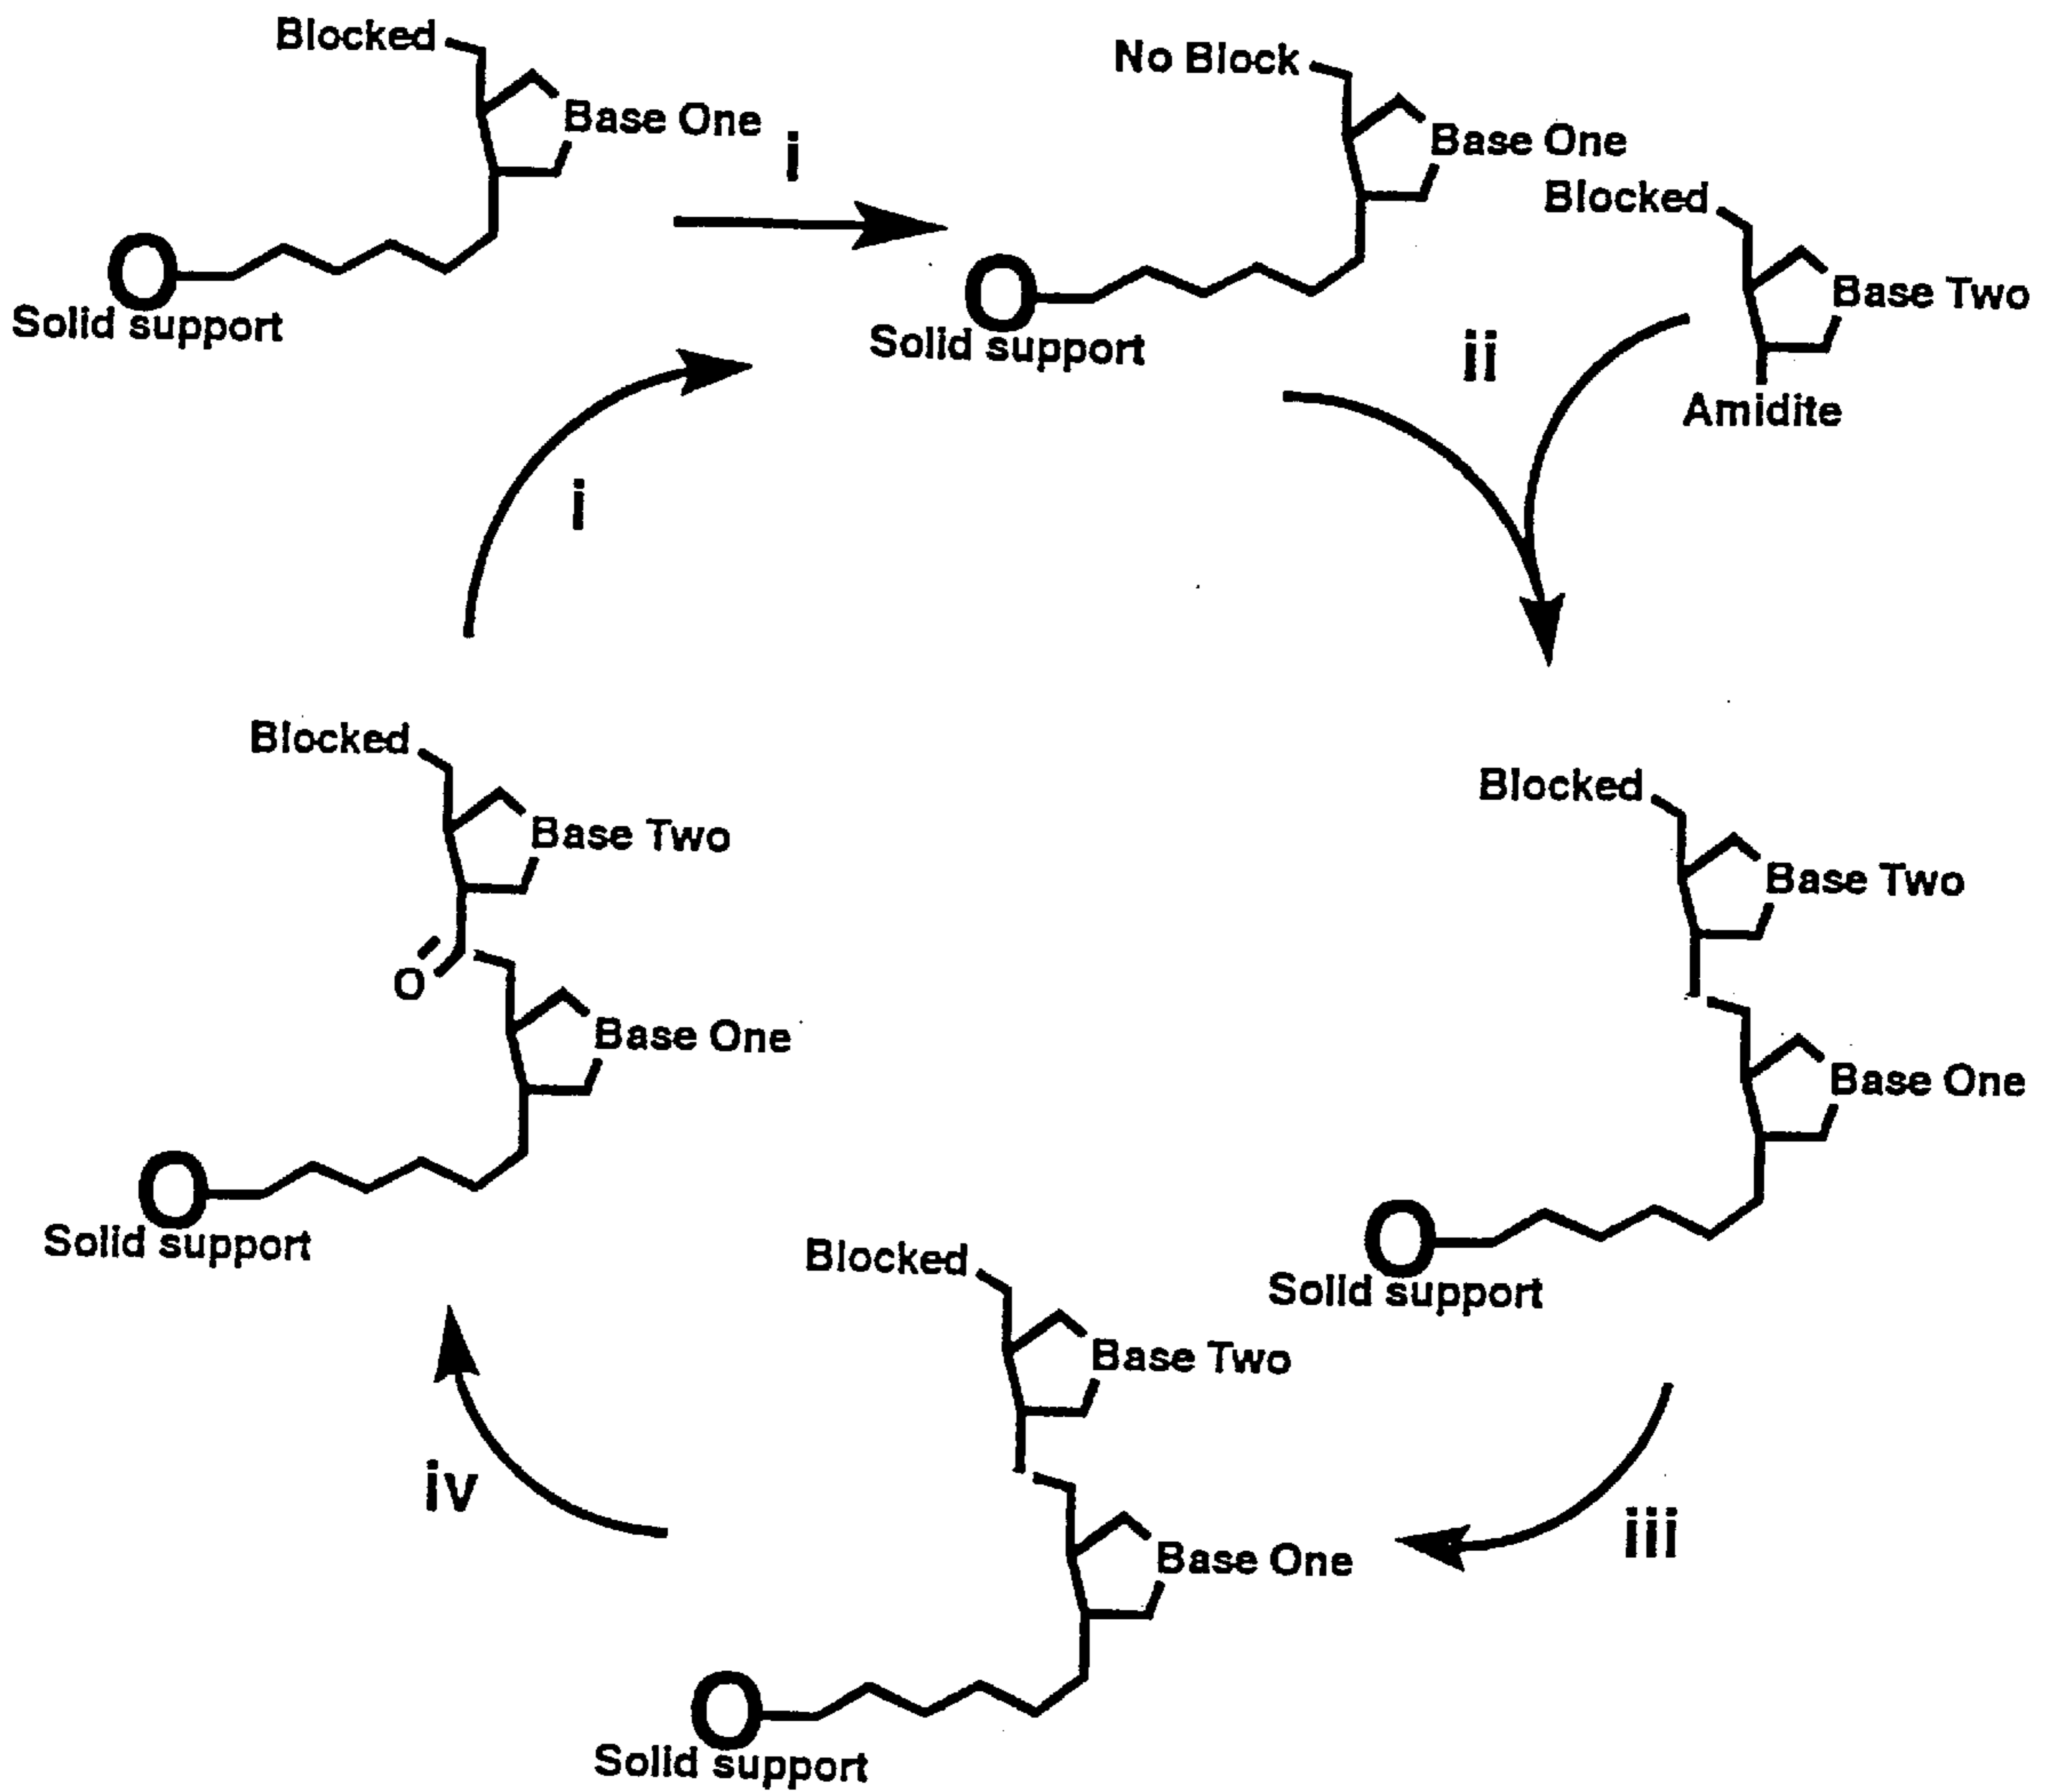 Blocked
Base One
Solid support
i
No Block
Base One
Solid support
Blocked
Base Two
Amidite
ii
i
Blocked
Base Two
O
Base One
Solid support
Blocked
Base Two
Base One
Solid support
Blocked
Base Two
Base One
Solid support
iii
iv